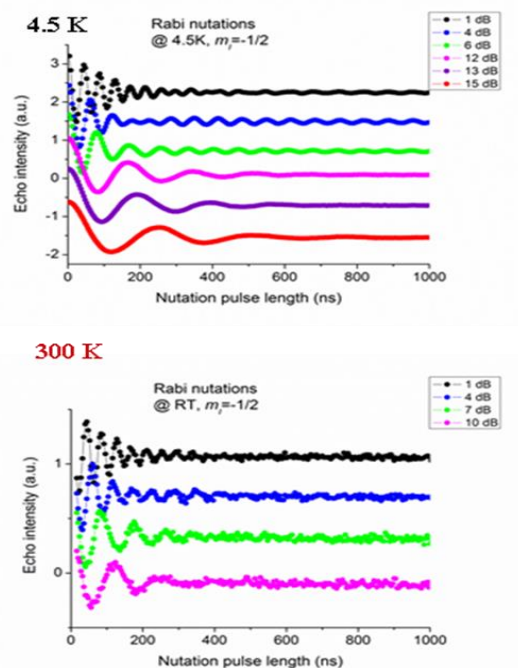 4.5 K
Rabi nutations
@ 4.5K, m_I=-1/2
1 dB
4 dB
6 dB
12 dB
13 dB
15 dB
3
2
1
0
-1
-2
Echo intensity (a.u.)
0 200 400 600 800 1000
Nutation pulse length (ns)
300 K
Rabi nutations
@ RT, m_I=-1/2
1 dB
4 dB
7 dB
10 dB
1
0
Echo intensity (a.u.)
0 200 400 600 800 1000
Nutation pulse length (ns)